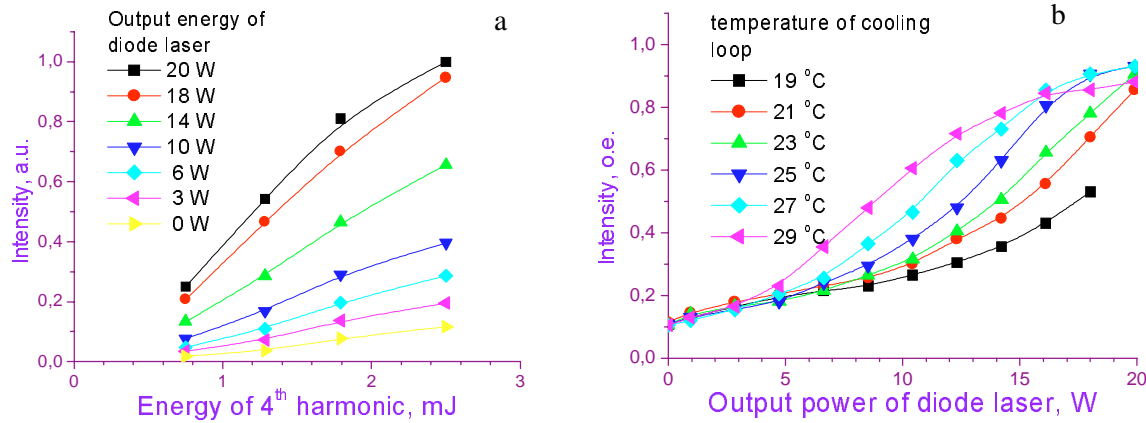 Output energy of
diode laser
20 W
18 W
14 W
10 W
6 W
3 W
0 W
a
1,0
0,8
0,6
0,4
0,2
0,0
Intensity, a.u.
0
1
2
3
Energy of 4th harmonic, mJ
temperature of cooling
loop
19 °C
21 °C
23 °C
25 °C
27 °C
29 °C
b
1,0
0,8
0,6
0,4
0,2
0,0
Intensity, o.e.
0
5
10
15
20
Output power of diode laser, W